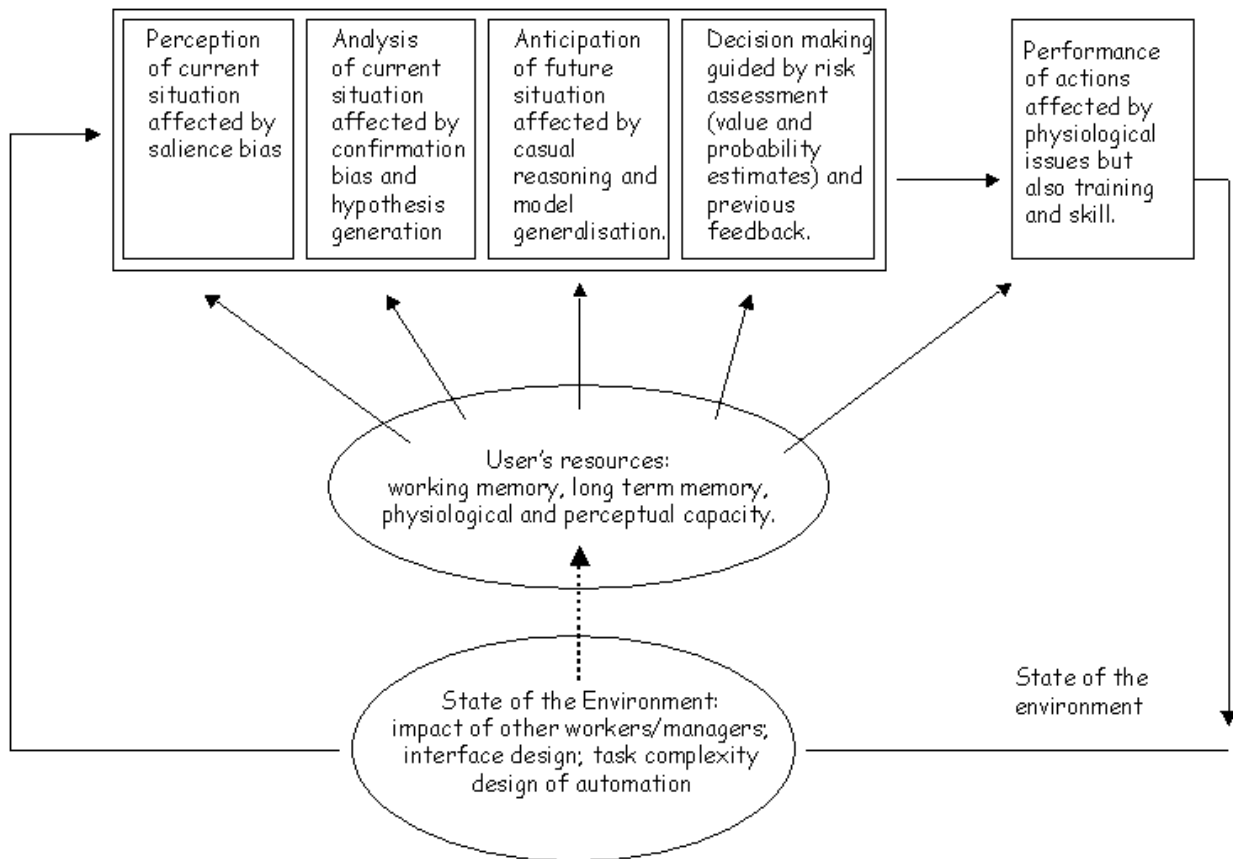 Perception
of current
situation
affected by
salience bias
Analysis
of current
situation
affected by
confirmation
bias and
hypothesis
generation
Anticipation
of future
situation
affected by
casual
reasoning and
model
generalisation.
Decision making
guided by risk
assessment
(value and
probability
estimates) and
previous
feedback.
Performance
of actions
affected by
physiological
issues but
also training
and skill.
User's resources:
working memory, long term memory,
physiological and perceptual capacity.
State of the Environment:
impact of other workers/managers;
interface design; task complexity
design of automation
State of the
environment